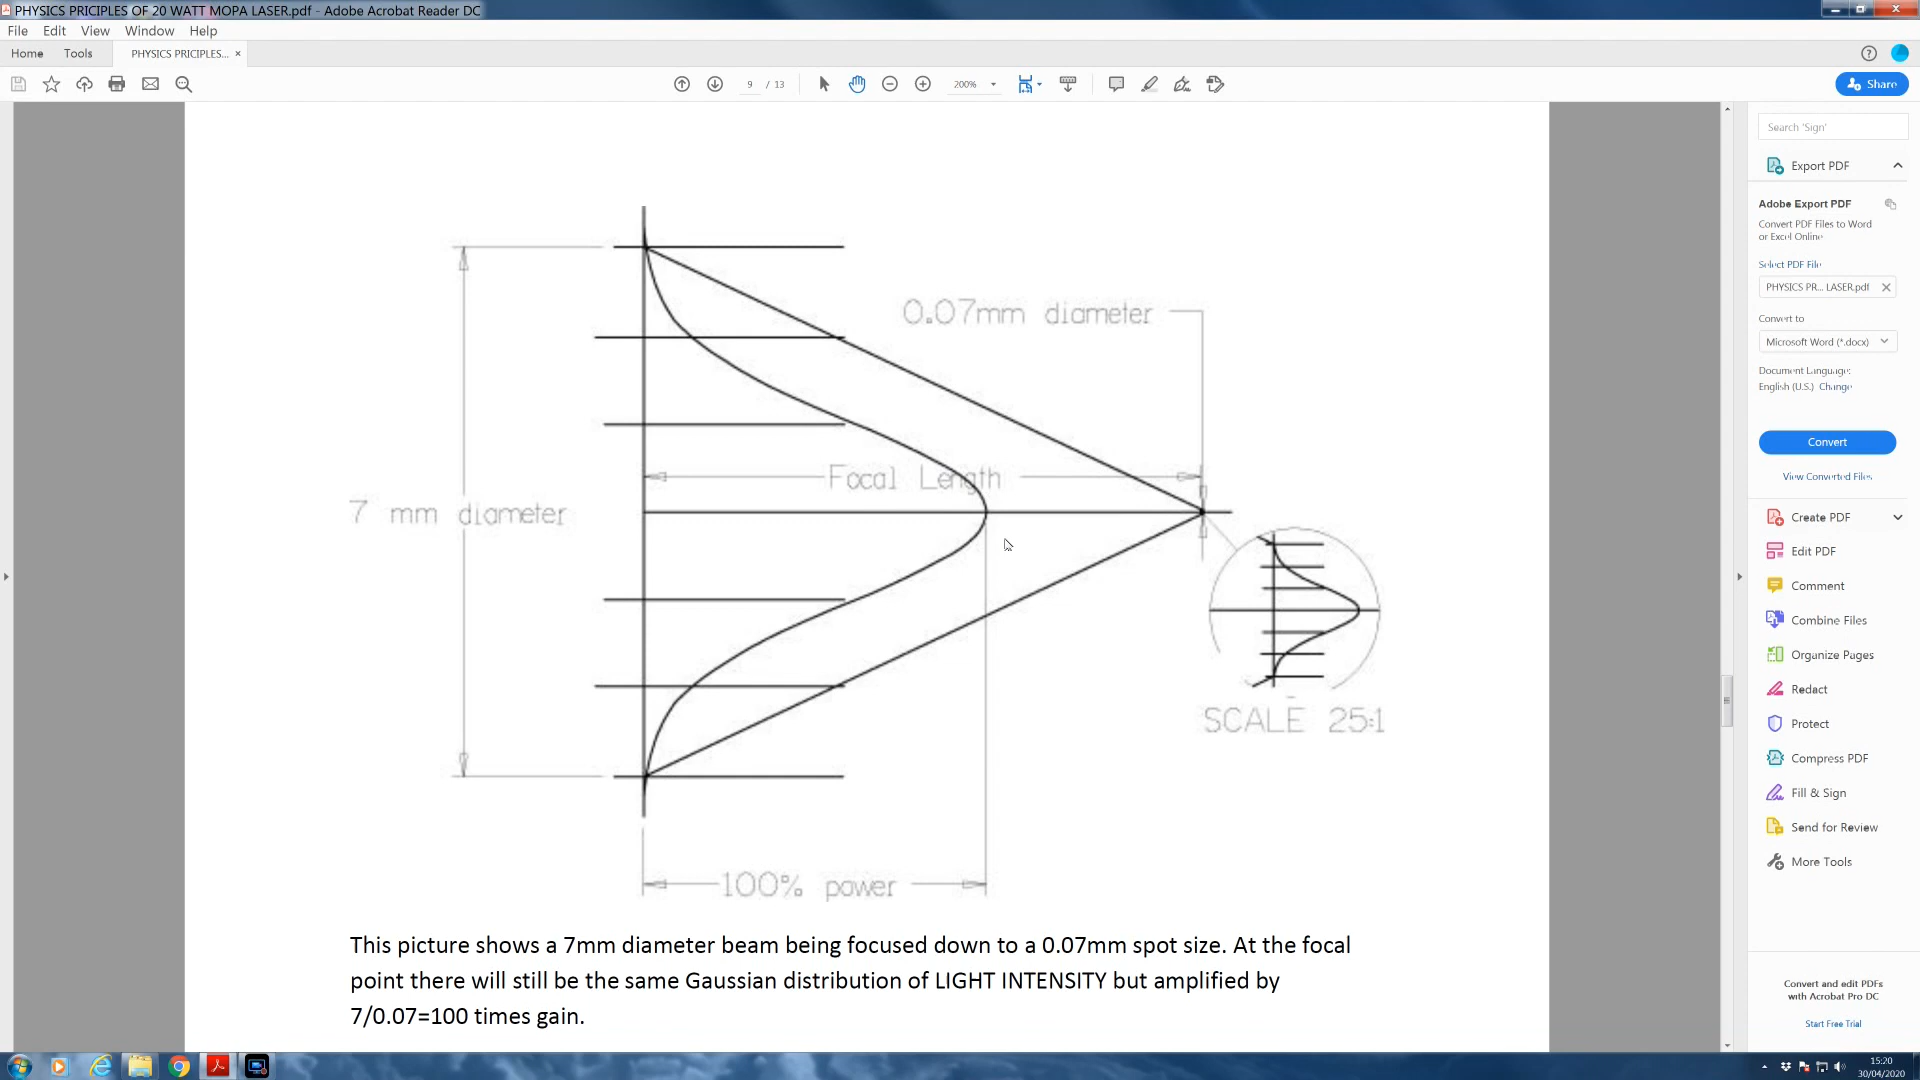 PHYSICS PRICIPLES OF 20 WATT MOPA LASER.pdf - Adobe Acrobat Reader DC
File Edit View Window Help
Home Tools PHYSICS PRICIPLES... ×
9 / 13 200% Share
Search 'Sign'
Export PDF
Adobe Export PDF
Convert PDF Files to Word
or Excel Online
Select PDF File
PHYSICS PR... LASER.pdf
Convert to
Microsoft Word (*.docx)
Document Language:
English (U.S.) Change
Convert
View Converted Files
Create PDF
Edit PDF
Comment
Combine Files
Organize Pages
Redact
Protect
Compress PDF
Fill & Sign
Send for Review
More Tools
Convert and edit PDFs
with Acrobat Pro DC
Start Free Trial
0.07mm diameter
Focal Length
7 mm diameter
SCALE 25:1
100% power
This picture shows a 7mm diameter beam being focused down to a 0.07mm spot size. At the focal
point there will still be the same Gaussian distribution of LIGHT INTENSITY but amplified by
7/0.07=100 times gain.
15:20
30/04/2020